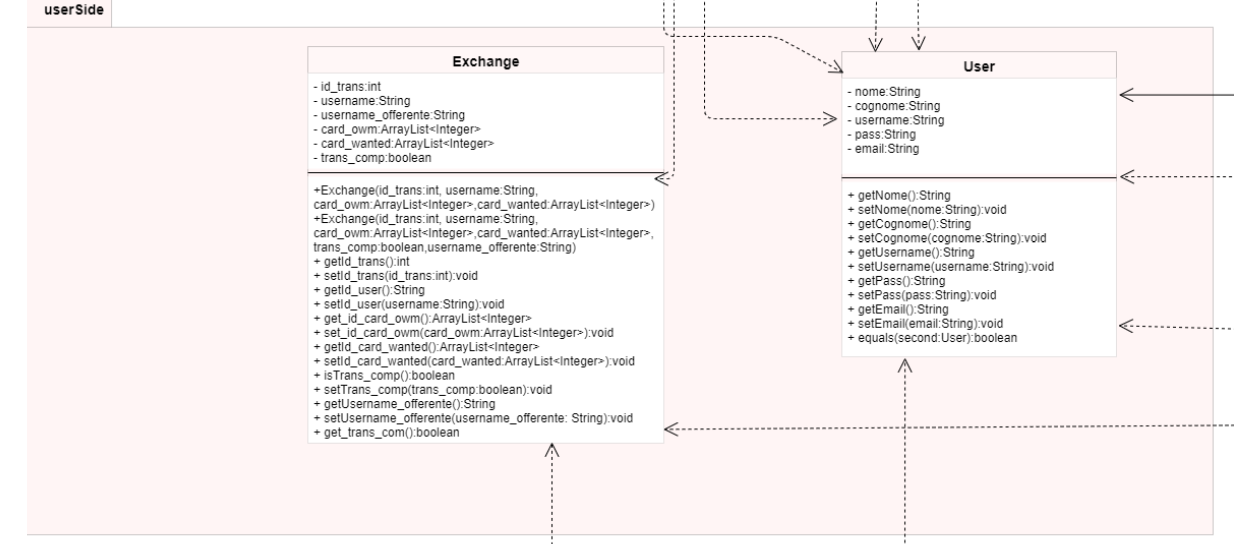 userSide
Exchange
- id_trans:int
- username:String
- username_offerente:String
- card_owm:ArrayList<Integer>
- card_wanted:ArrayList<Integer>
- trans_comp:boolean
+Exchange(id_trans:int, username:String,
card_owm:ArrayList<Integer>,card_wanted:ArrayList<Integer>)
+Exchange(id_trans:int, username:String,
card_owm:ArrayList<Integer>,card_wanted:ArrayList<Integer>,
trans_comp:boolean,username_offerente:String)
+ getId_trans():int
+ setId_trans(id_trans:int):void
+ getId_user():String
+ setId_user(username:String):void
+ get_id_card_owm():ArrayList<Integer>
+ set_id_card_owm(card_owm:ArrayList<Integer>):void
+ getId_card_wanted():ArrayList<Integer>
+ setId_card_wanted(card_wanted:ArrayList<Integer>):void
+ isTrans_comp():boolean
+ setTrans_comp(trans_comp:boolean):void
+ getUsername_offerente():String
+ setUsername_offerente(username_offerente: String):void
+ get_trans_com():boolean
User
- nome:String
- cognome:String
- username:String
- pass:String
- email:String
+ getNome():String
+ setNome(nome:String):void
+ getCognome():String
+ setCognome(cognome:String):void
+ getUsername():String
+ setUsername(username:String):void
+ getPass():String
+ setPass(pass:String):void
+ getEmail():String
+ setEmail(email:String):void
+ equals(second:User):boolean